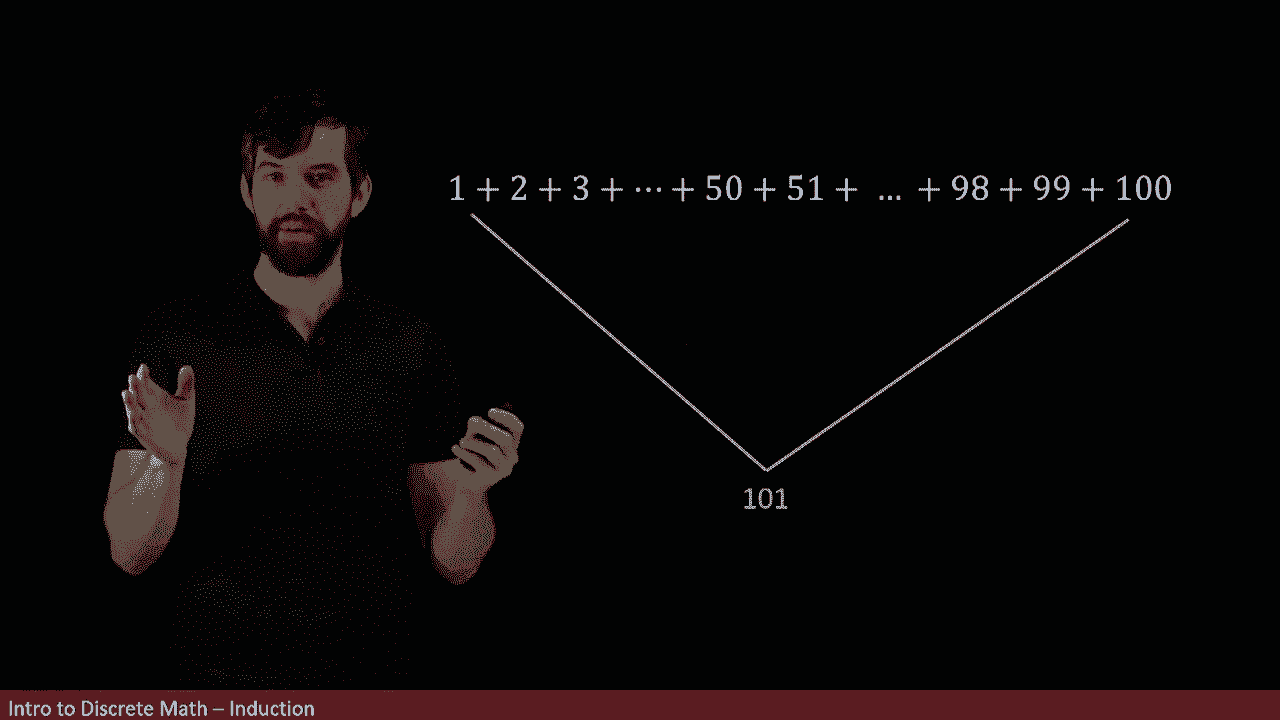 1 + 2 + 3 + ⋯ + 50 + 51 + … + 98 + 99 + 100
101
Intro to Discrete Math – Induction